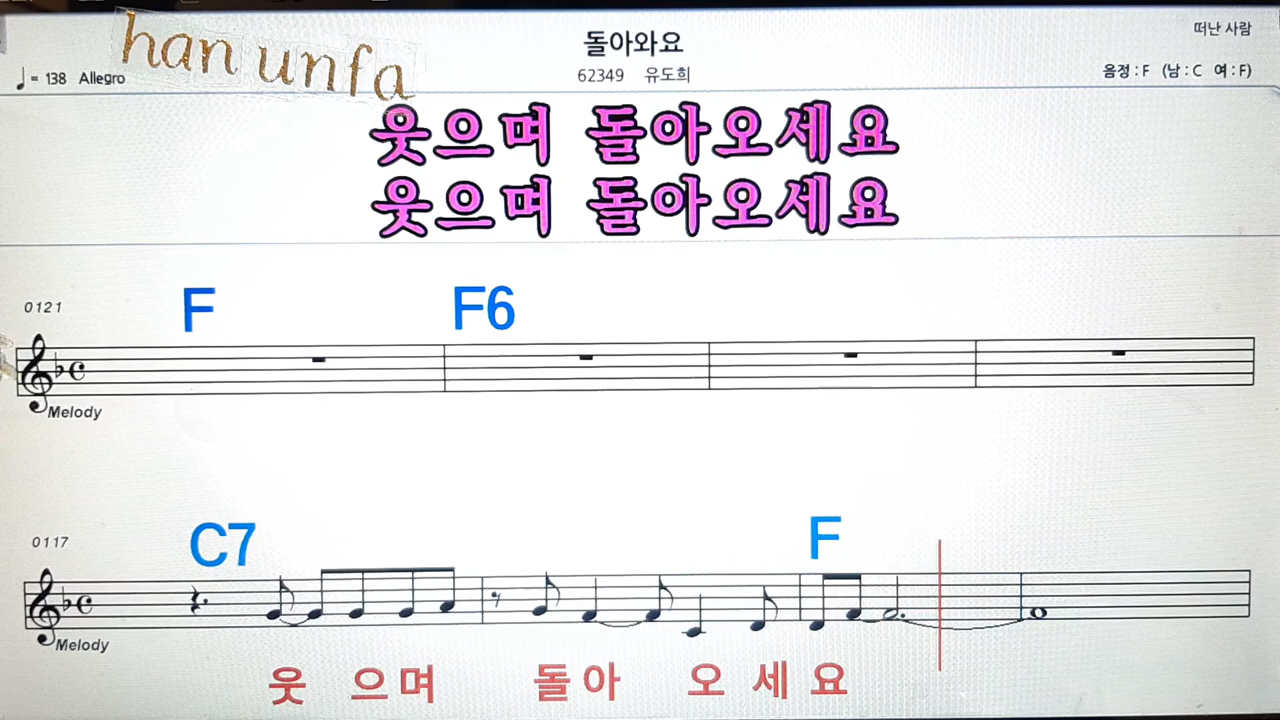 han unfa
돌아와요
떠난 사람
♩= 138 Allegro
62349 유도희
음정 : F (남 : C 여 : F)
웃으며 돌아오세요
웃으며 돌아오세요
0121
F F6
Melody
0117
C7 F
Melody
웃 으며 돌아 오 세 요